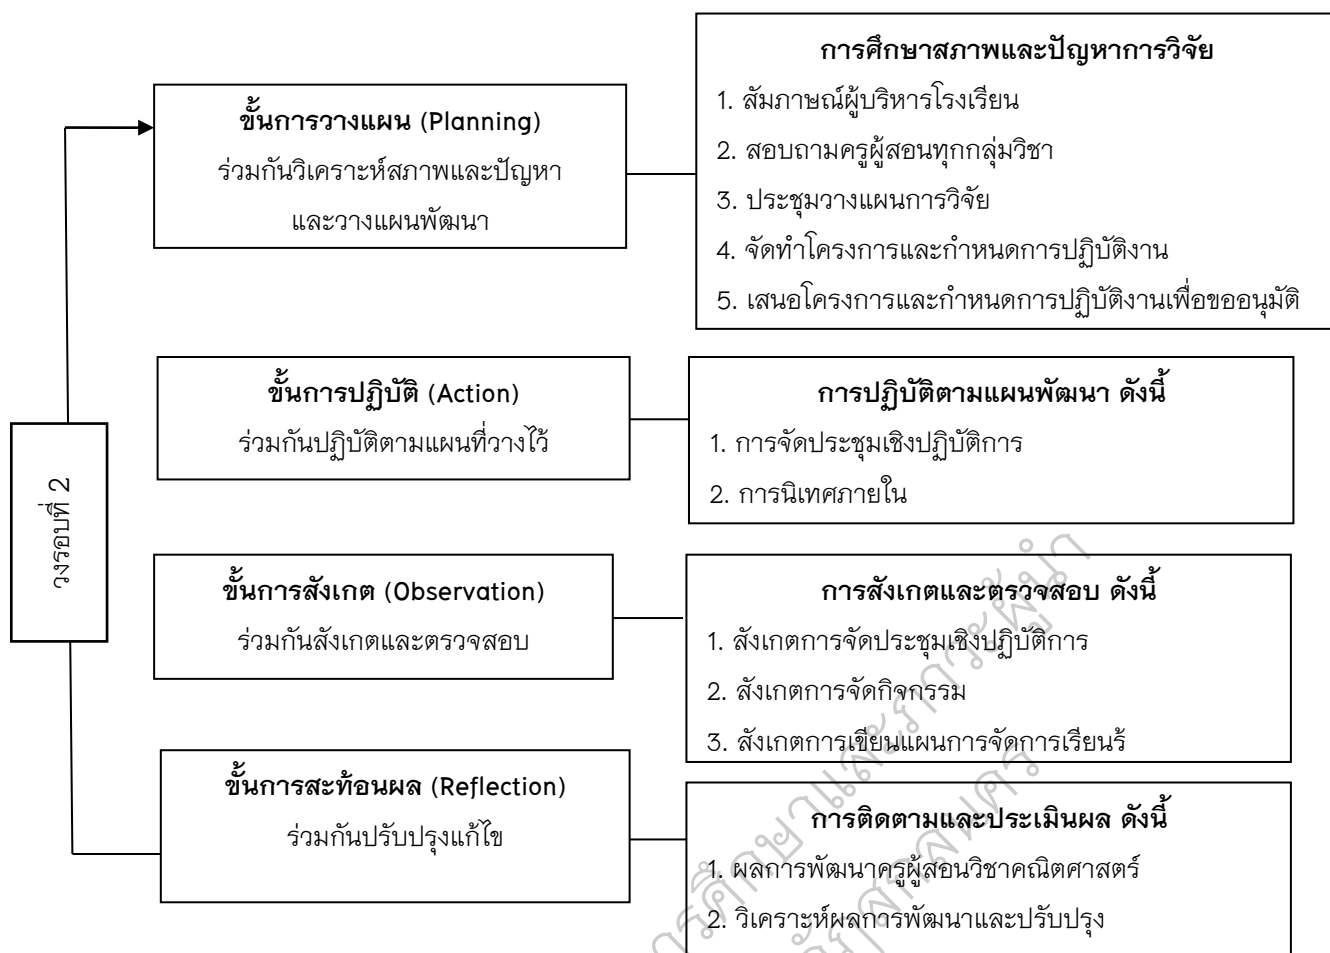 การศึกษาสภาพและปัญหาการวิจัย
1. สัมภาษณ์ผู้บริหารโรงเรียน
2. สอบถามครูผู้สอนทุกกลุ่มวิชา
3. ประชุมวางแผนการวิจัย
4. จัดทำโครงการและกำหนดการปฏิบัติงาน
5. เสนอโครงการและกำหนดการปฏิบัติงานเพื่อขออนุมัติ
ขั้นการวางแผน (Planning)
ร่วมกันวิเคราะห์สภาพและปัญหา
และวางแผนพัฒนา
ขั้นการปฏิบัติ (Action)
ร่วมกันปฏิบัติตามแผนที่วางไว้
การปฏิบัติตามแผนพัฒนา ดังนี้
1. การจัดประชุมเชิงปฏิบัติการ
2. การนิเทศภายใน
วงรอบที่ 2
ขั้นการสังเกต (Observation)
ร่วมกันสังเกตและตรวจสอบ
การสังเกตและตรวจสอบ ดังนี้
1. สังเกตการจัดประชุมเชิงปฏิบัติการ
2. สังเกตการจัดกิจกรรม
3. สังเกตการเขียนแผนการจัดการเรียนรู้
ขั้นการสะท้อนผล (Reflection)
ร่วมกันปรับปรุงแก้ไข
การติดตามและประเมินผล ดังนี้
1. ผลการพัฒนาครูผู้สอนวิชาคณิตศาสตร์
2. วิเคราะห์ผลการพัฒนาและปรับปรุง